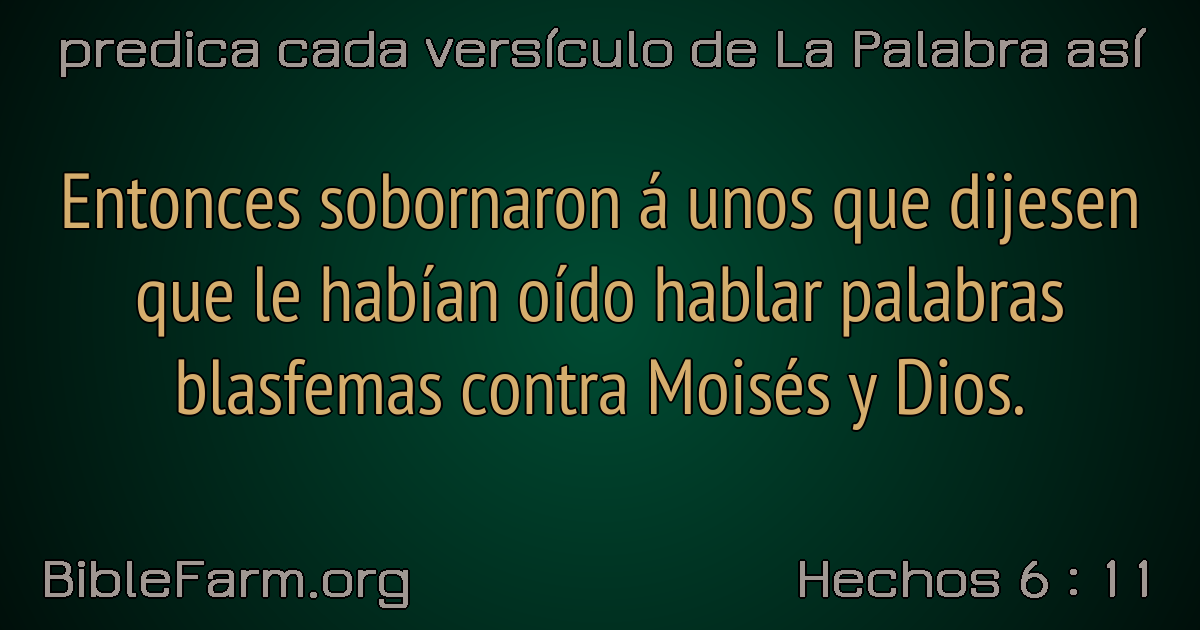 predica cada versículo de La Palabra así
Entonces sobornaron á unos que dijesen
que le habían oído hablar palabras
blasfemas contra Moisés y Dios.
BibleFarm.org
Hechos 6 : 11